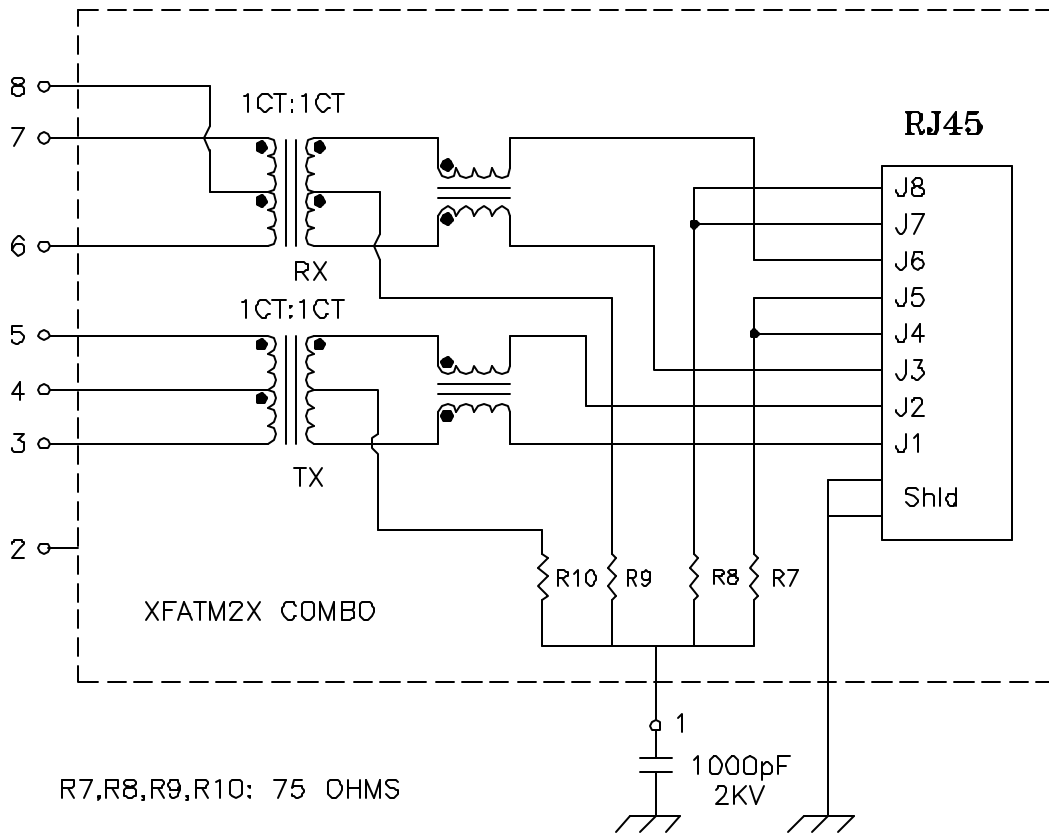 8
1CT:1CT
7
RJ45
J8
J7
6
J6
RX
J5
1CT:1CT
5
J4
J3
4
J2
3
J1
TX
Shld
2
R10
R9
R8
R7
XFATM2X COMBO
1
1000pF
2KV
R7,R8,R9,R10: 75 OHMS